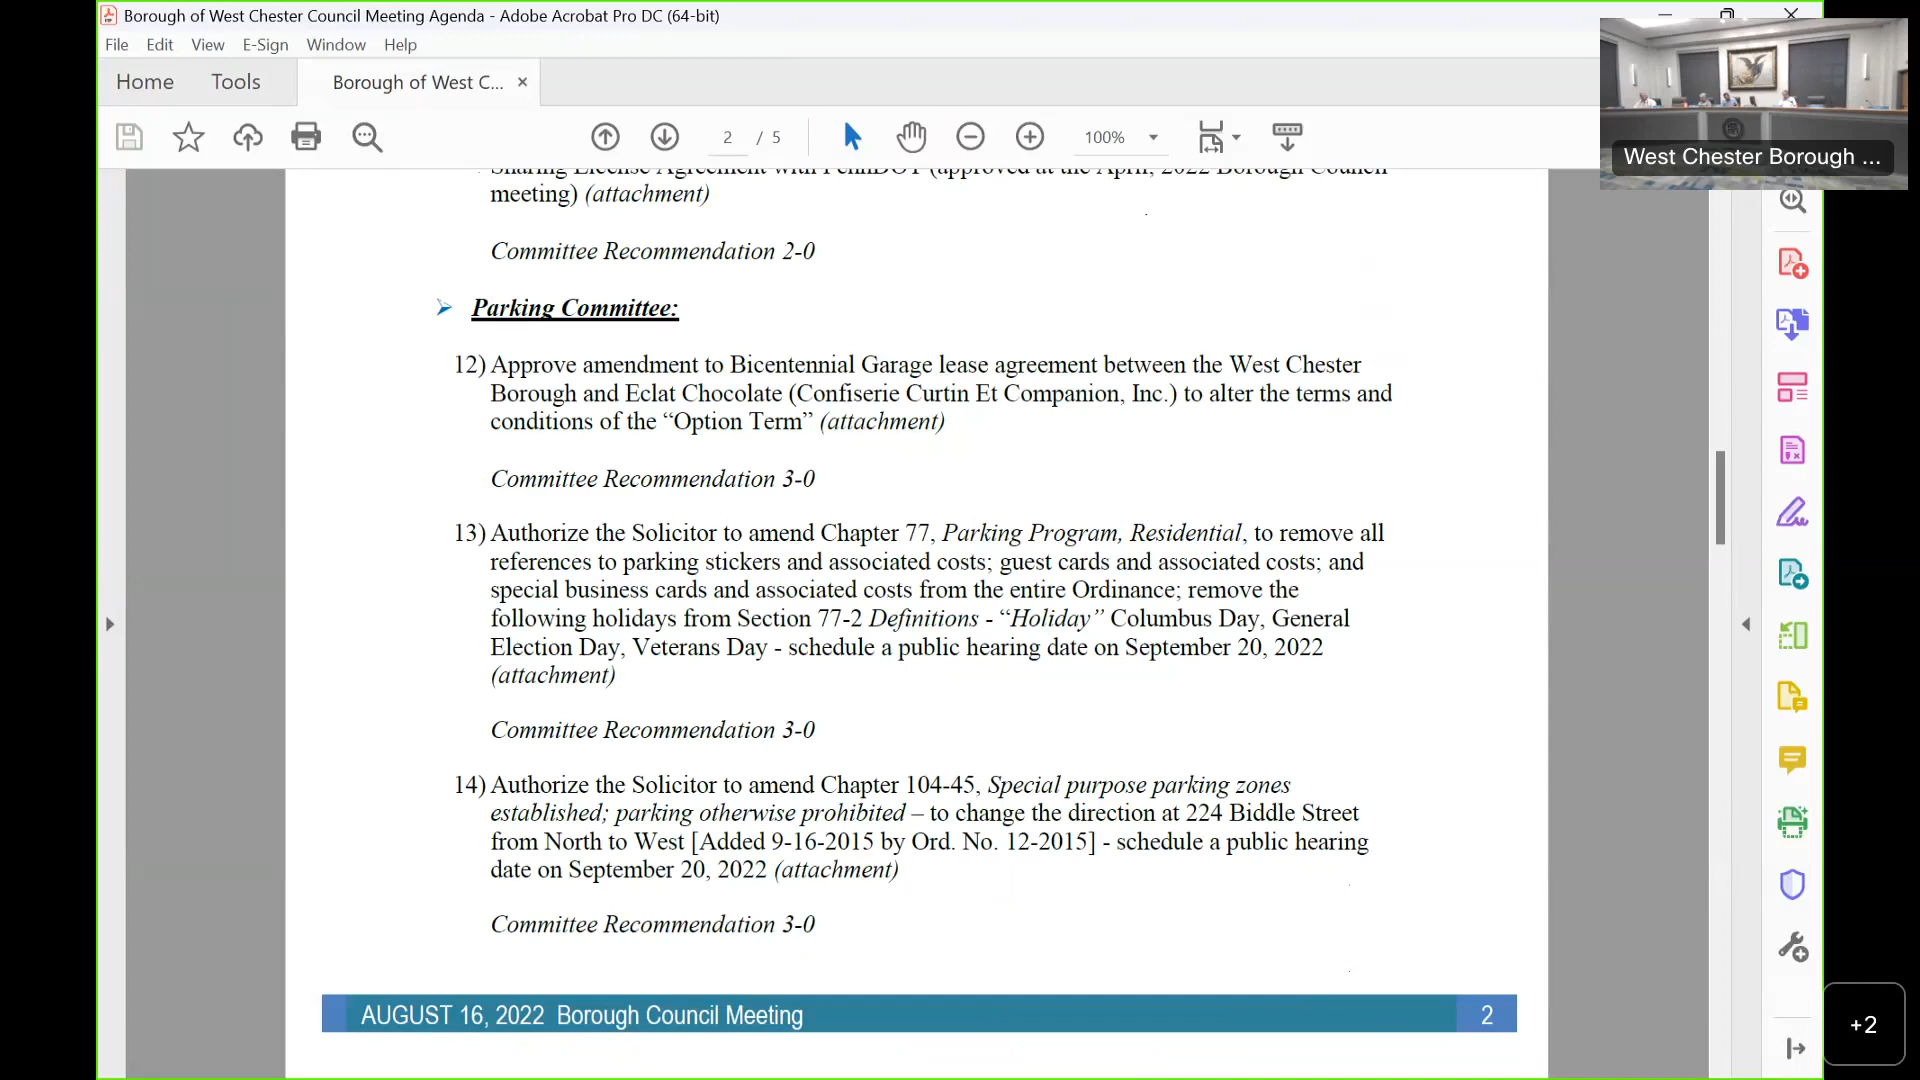 Borough of West Chester Council Meeting Agenda - Adobe Acrobat Pro DC (64-bit)
File Edit View E-Sign Window Help
Home Tools Borough of West C... ×
2 / 5 100%
West Chester Borough ...
Sharing License Agreement with PennDOT (approved at the April, 2022 Borough Council
meeting) (attachment)
Committee Recommendation 2-0
Parking Committee:
12) Approve amendment to Bicentennial Garage lease agreement between the West Chester
Borough and Eclat Chocolate (Confiserie Curtin Et Companion, Inc.) to alter the terms and
conditions of the “Option Term” (attachment)
Committee Recommendation 3-0
13) Authorize the Solicitor to amend Chapter 77, Parking Program, Residential, to remove all
references to parking stickers and associated costs; guest cards and associated costs; and
special business cards and associated costs from the entire Ordinance; remove the
following holidays from Section 77-2 Definitions - “Holiday” Columbus Day, General
Election Day, Veterans Day - schedule a public hearing date on September 20, 2022
(attachment)
Committee Recommendation 3-0
14) Authorize the Solicitor to amend Chapter 104-45, Special purpose parking zones
established; parking otherwise prohibited – to change the direction at 224 Biddle Street
from North to West [Added 9-16-2015 by Ord. No. 12-2015] - schedule a public hearing
date on September 20, 2022 (attachment)
Committee Recommendation 3-0
AUGUST 16, 2022 Borough Council Meeting 2
+2